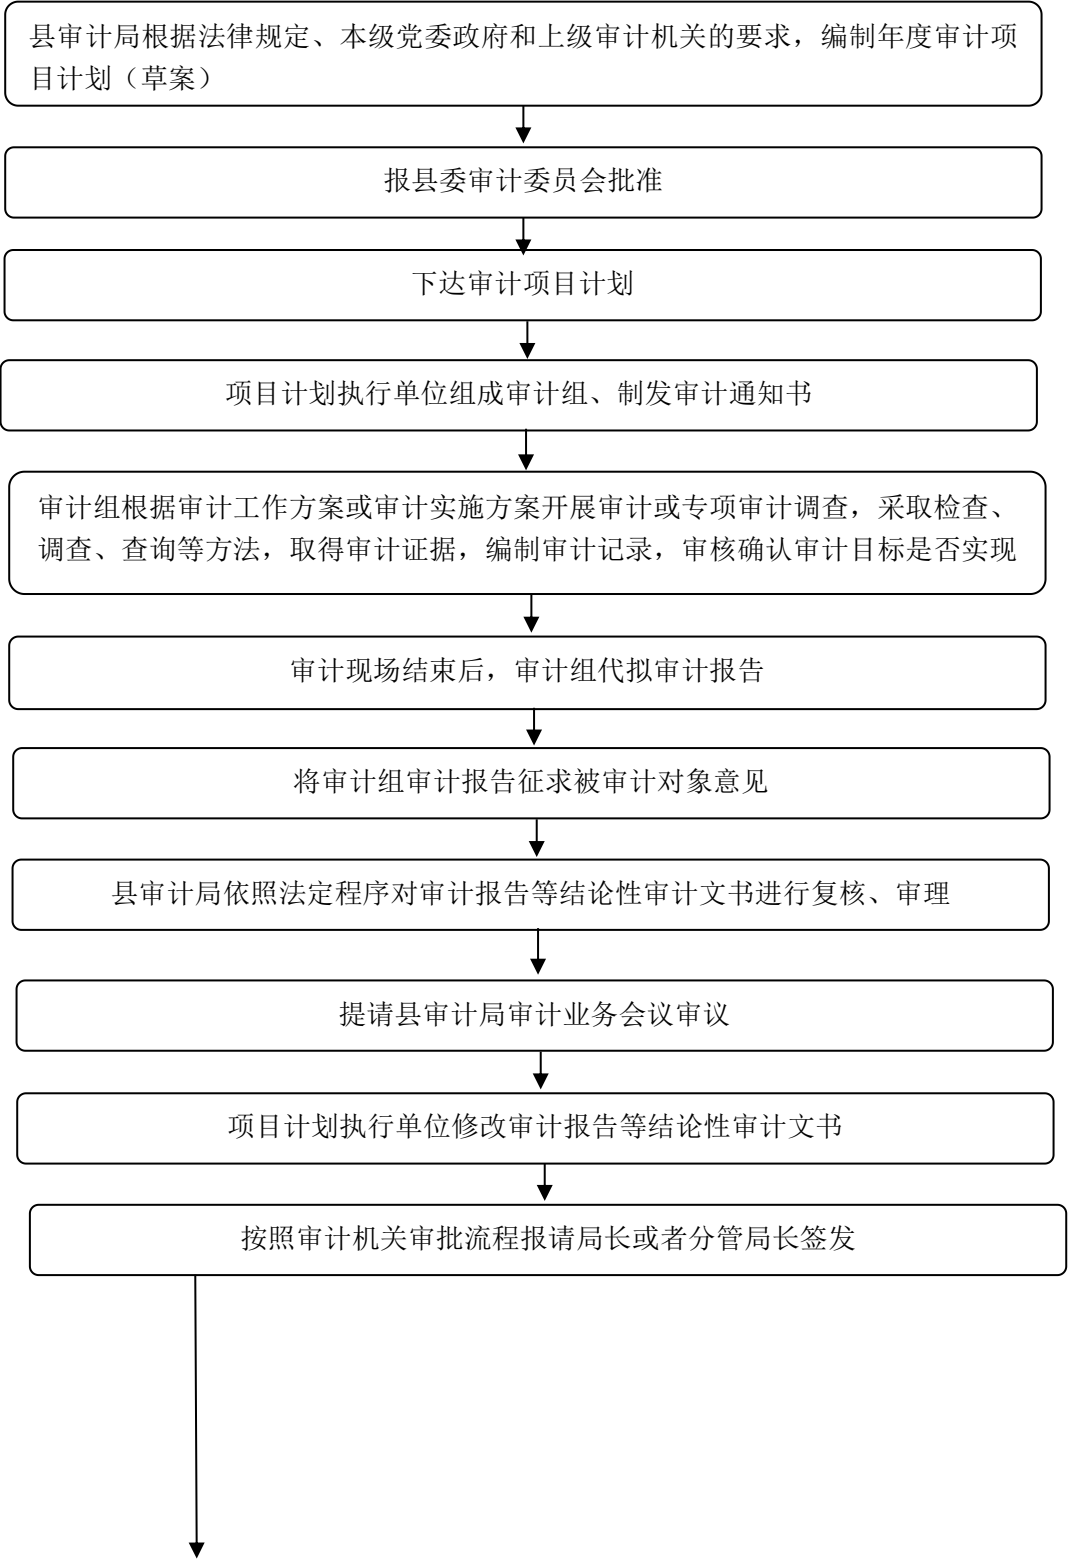 县审计局根据法律规定、本级党委政府和上级审计机关的要求，编制年度审计项
目计划（草案）
报县委审计委员会批准
下达审计项目计划
项目计划执行单位组成审计组、制发审计通知书
审计组根据审计工作方案或审计实施方案开展审计或专项审计调查，采取检查、
调查、查询等方法，取得审计证据，编制审计记录，审核确认审计目标是否实现
审计现场结束后，审计组代拟审计报告
将审计组审计报告征求被审计对象意见
县审计局依照法定程序对审计报告等结论性审计文书进行复核、审理
提请县审计局审计业务会议审议
项目计划执行单位修改审计报告等结论性审计文书
按照审计机关审批流程报请局长或者分管局长签发